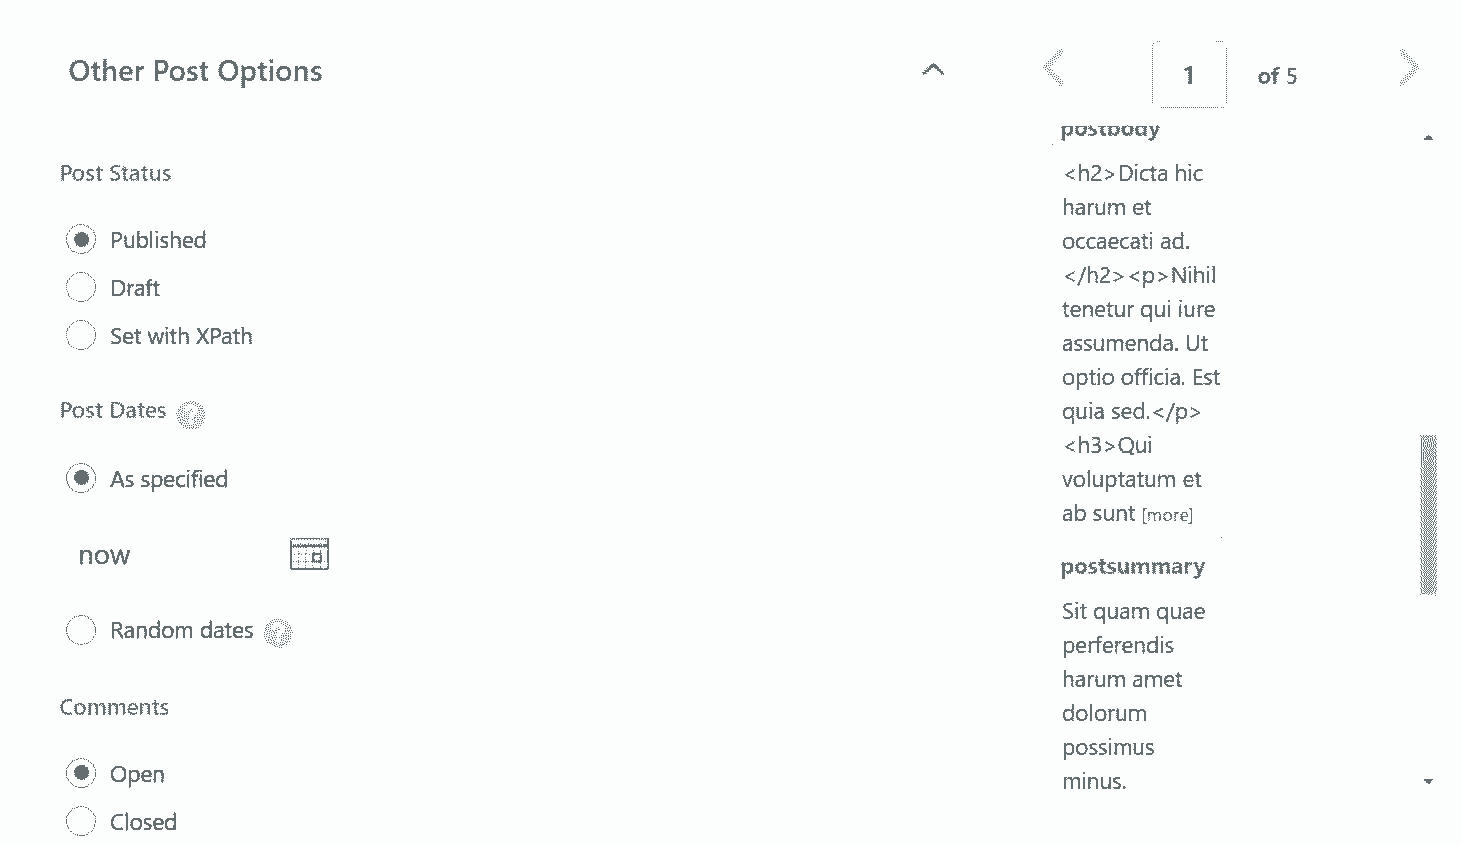 Other Post Options
1 of 5
Post Status
Published
Draft
Set with XPath
Post Dates
As specified
now
Random dates
Comments
Open
Closed
postbody
<h2>Dicta hic
harum et
occaecati ad.
</h2><p>Nihil
tenetur qui iure
assumenda. Ut
optio officia. Est
quia sed.</p>
<h3>Qui
voluptatum et
ab sunt [more]
postsummary
Sit quam quae
perferendis
harum amet
dolorum
possimus
minus.